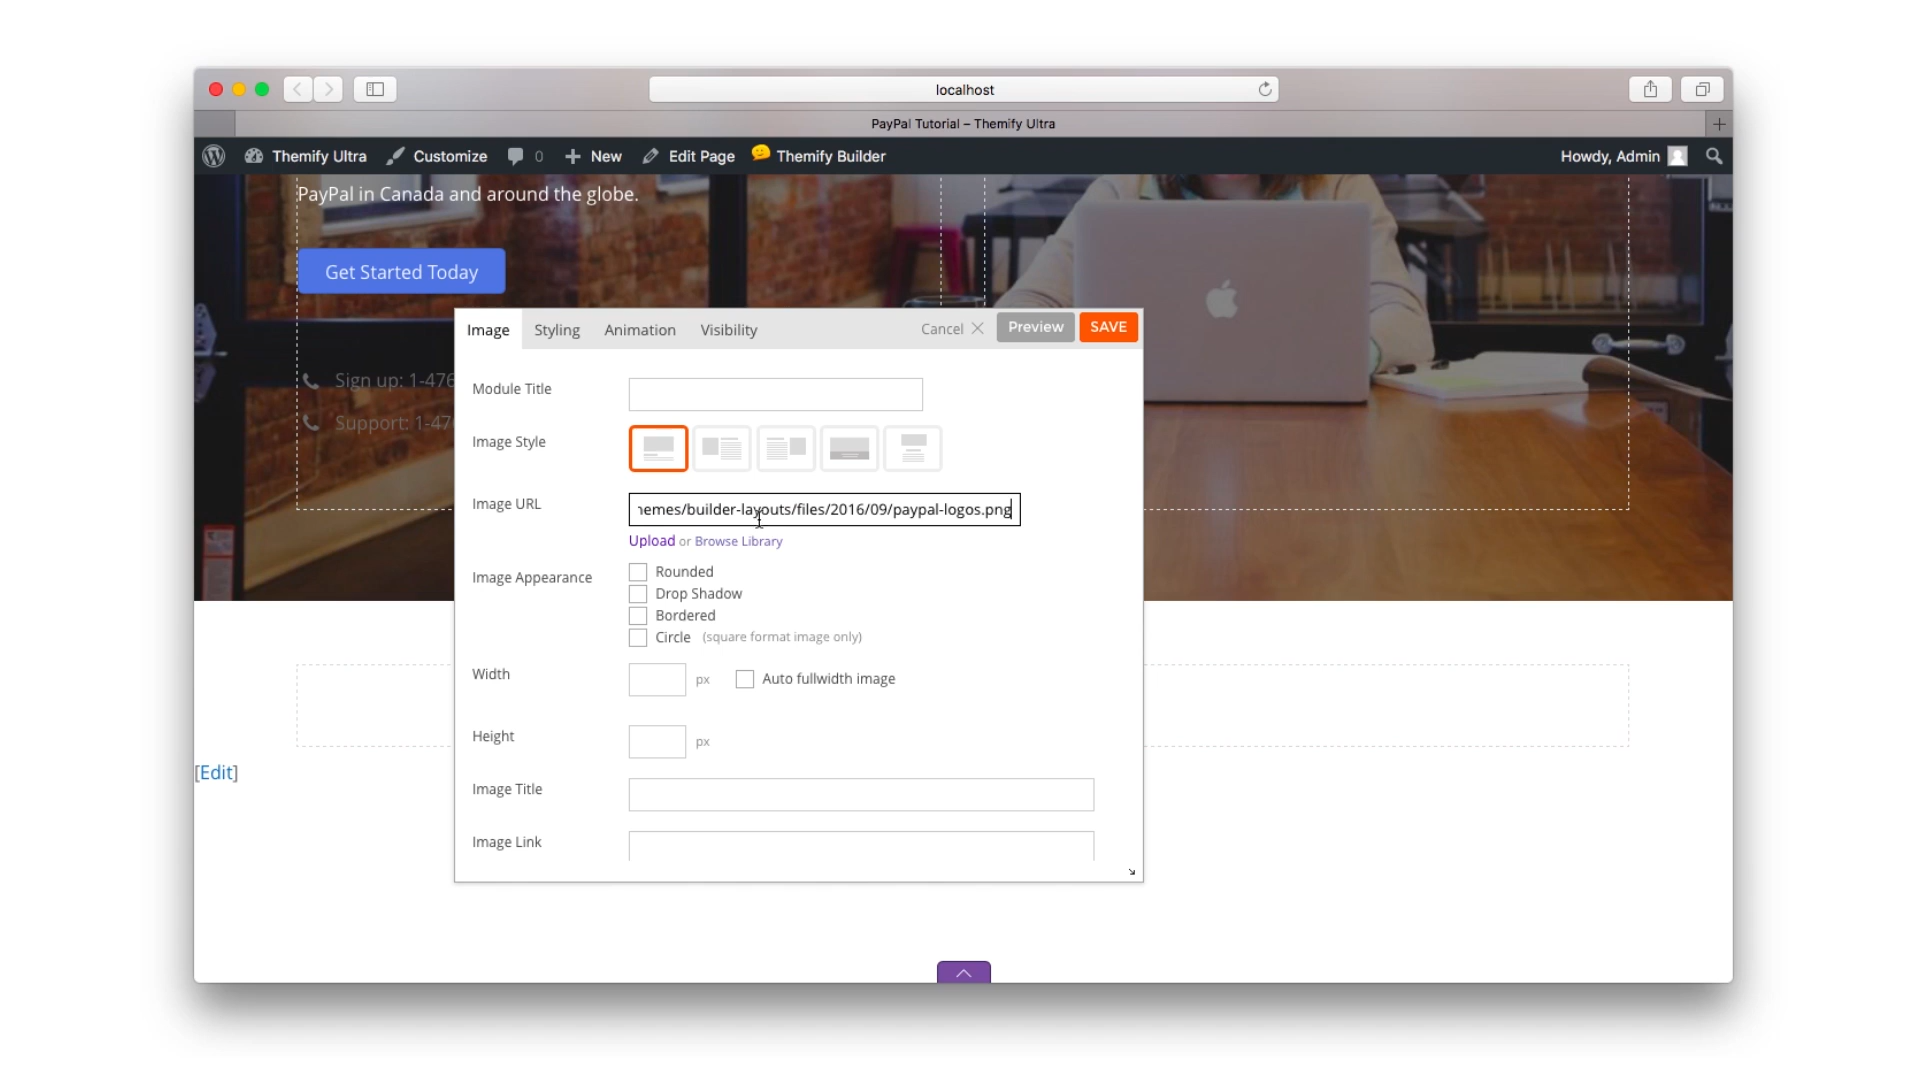 localhost
PayPal Tutorial – Themify Ultra
Themify Ultra Customize 0 New Edit Page Themify Builder Howdy, Admin
PayPal in Canada and around the globe.
Get Started Today
Sign up: 1-476
Support: 1-47
Image Styling Animation Visibility Cancel Preview SAVE
Module Title
Image Style
Image URL
hemes/builder-layouts/files/2016/09/paypal-logos.png
Upload or Browse Library
Image Appearance
Rounded
Drop Shadow
Bordered
Circle (square format image only)
Width px Auto fullwidth image
Height px
Image Title
Image Link
[Edit]